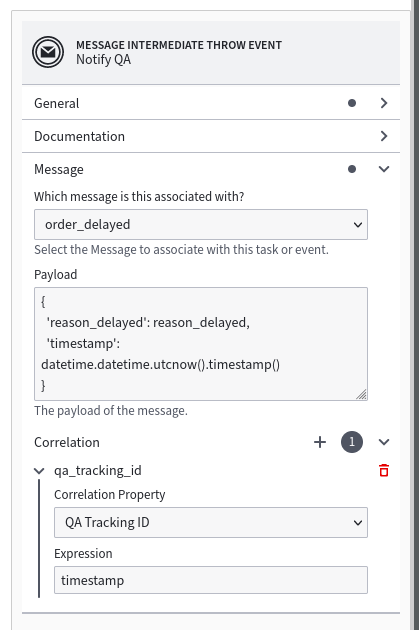 MESSAGE INTERMEDIATE THROW EVENT
Notify QA
General
Documentation
Message
Which message is this associated with?
order_delayed
Select the Message to associate with this task or event.
Payload
{
'reason_delayed': reason_delayed,
'timestamp':
datetime.datetime.utcnow().timestamp()
}
The payload of the message.
Correlation + 1
qa_tracking_id
Correlation Property
QA Tracking ID
Expression
timestamp